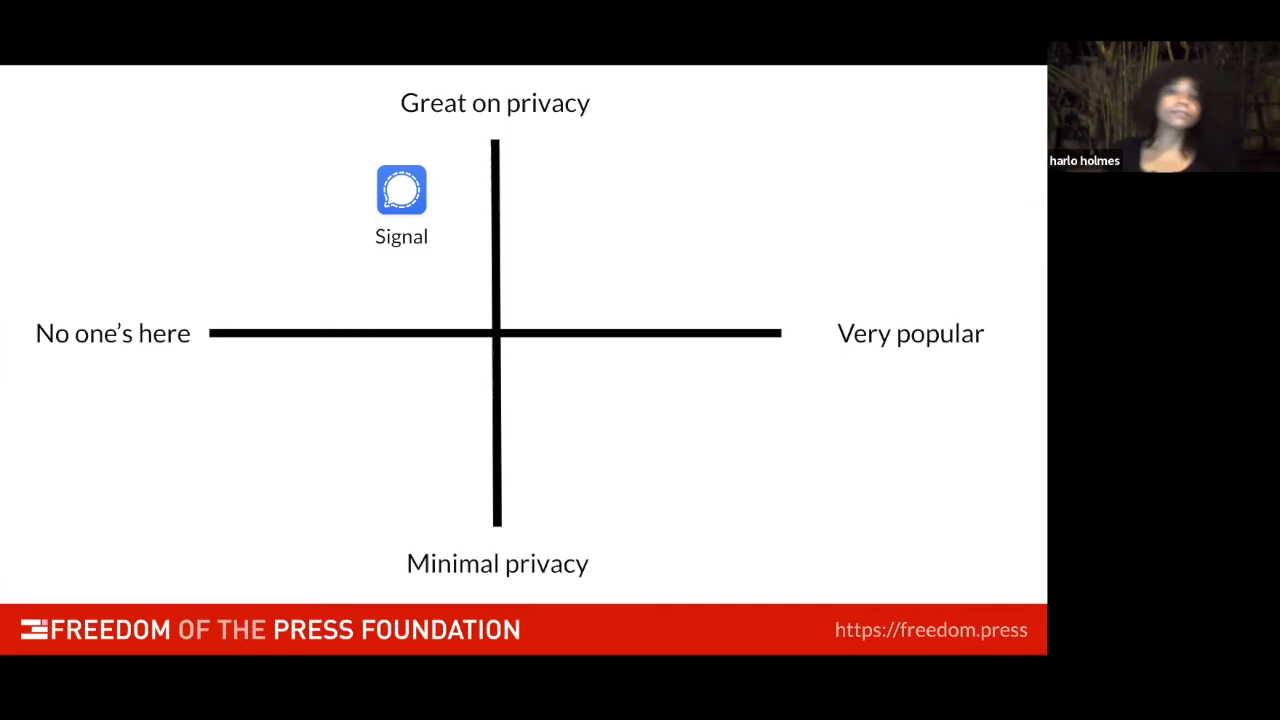 Great on privacy
harlo holmes
Signal
No one’s here
Very popular
Minimal privacy
FREEDOM OF THE PRESS FOUNDATION
https://freedom.press